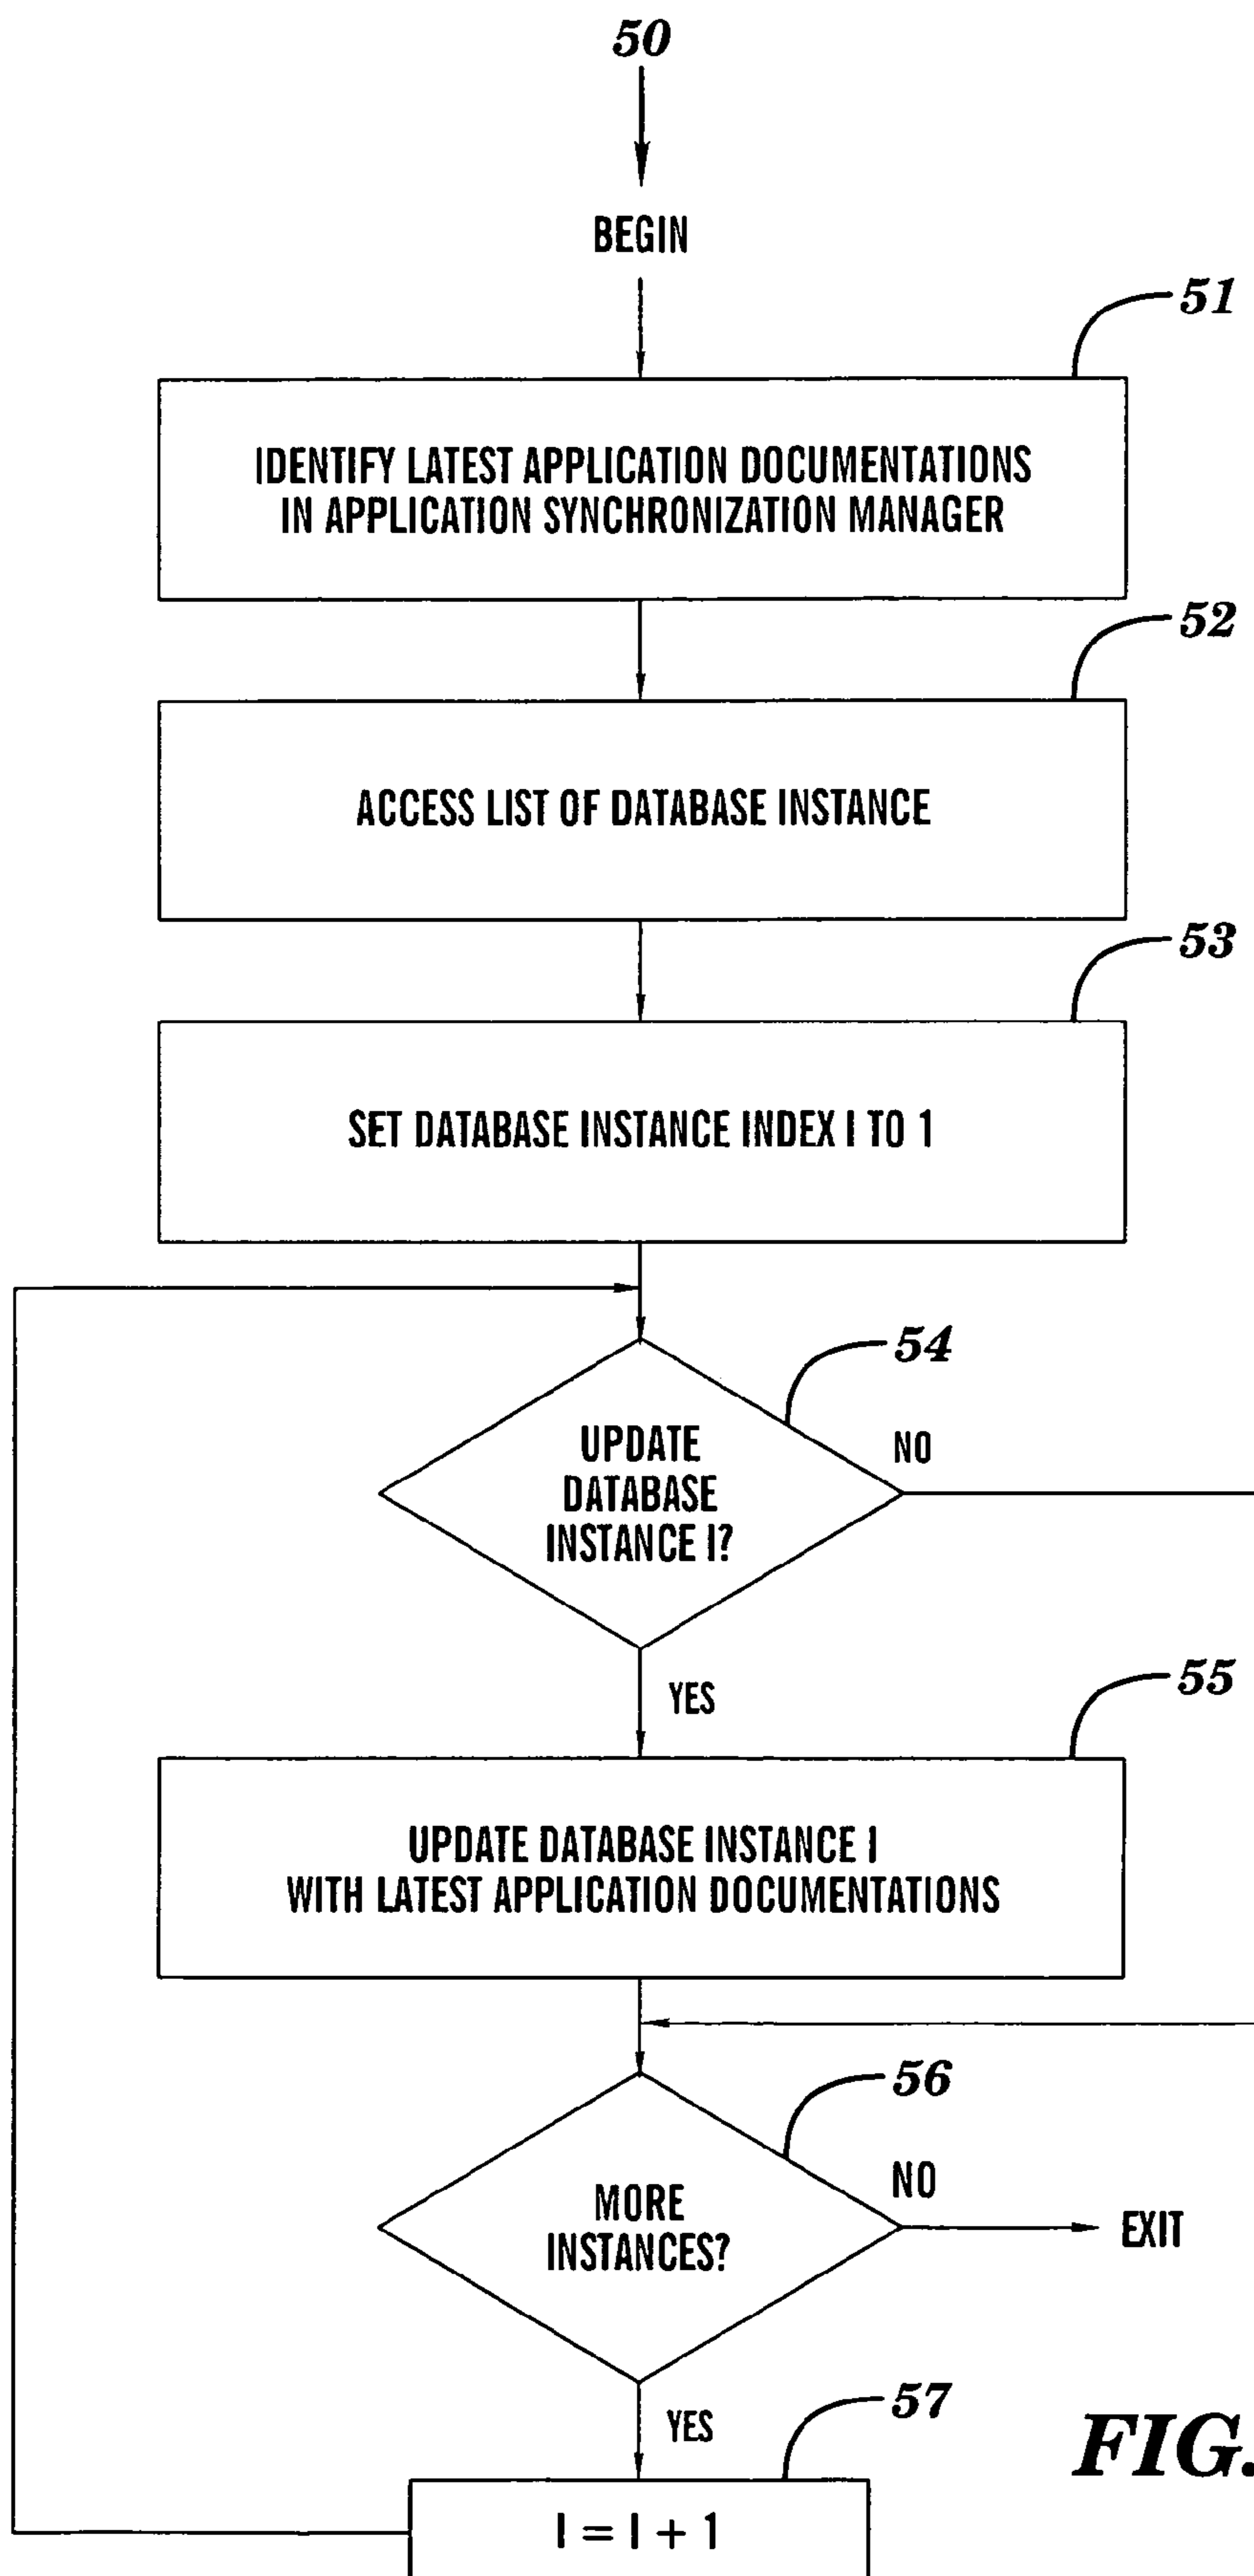 50
BEGIN
51
IDENTIFY LATEST APPLICATION DOCUMENTATIONS
IN APPLICATION SYNCHRONIZATION MANAGER
52
ACCESS LIST OF DATABASE INSTANCE
53
SET DATABASE INSTANCE INDEX I TO 1
54
UPDATE
DATABASE
INSTANCE I?
NO
YES
55
UPDATE DATABASE INSTANCE I
WITH LATEST APPLICATION DOCUMENTATIONS
56
MORE
INSTANCES?
NO
EXIT
YES
57
I = I + 1
FIG.